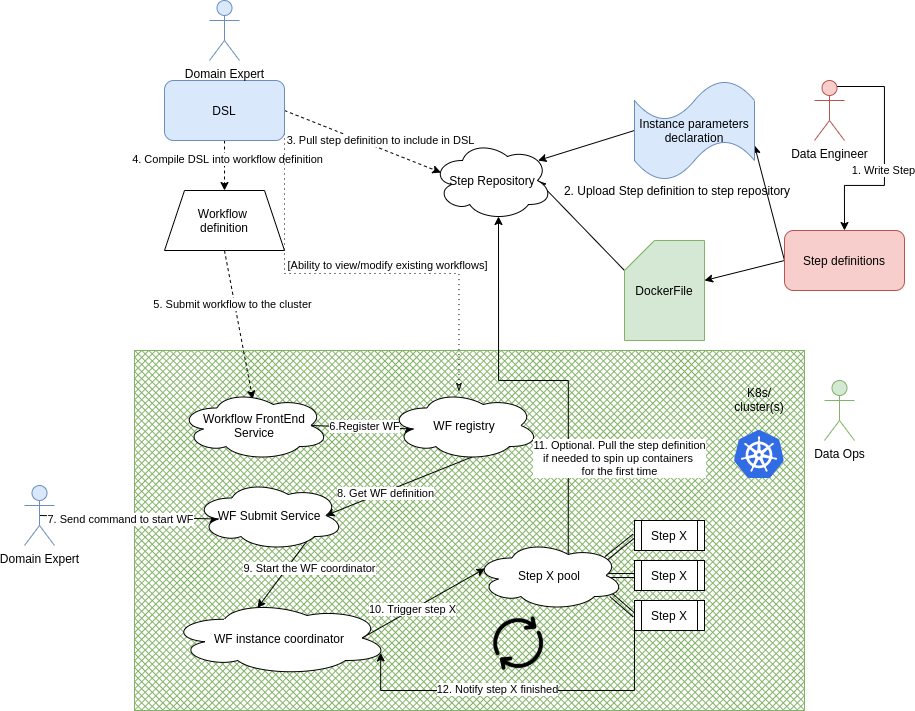 Domain Expert
DSL
3. Pull step definition to include in DSL
4. Compile DSL into workflow definition
Workflow
definition
Step Repository
Instance parameters
declaration
Data Engineer
1. Write Step
2. Upload Step definition to step repository
Step definitions
DockerFile
[Ability to view/modify existing workflows]
5. Submit workflow to the cluster
Workflow FrontEnd
Service
6.Register WF
WF registry
K8s/
cluster(s)
Data Ops
11. Optional. Pull the step definition
if needed to spin up containers
for the first time
8. Get WF definition
WF Submit Service
7. Send command to start WF
Domain Expert
9. Start the WF coordinator
Step X pool
Step X
Step X
Step X
10. Trigger step X
WF instance coordinator
12. Notify step X finished